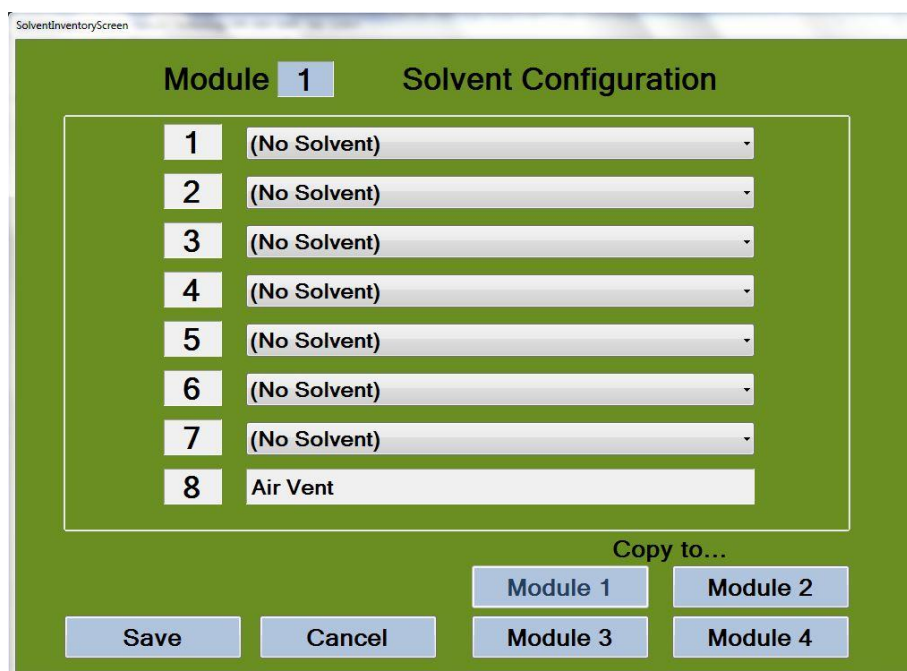 SolventInventoryScreen
Module 1 Solvent Configuration
1 (No Solvent)
2 (No Solvent)
3 (No Solvent)
4 (No Solvent)
5 (No Solvent)
6 (No Solvent)
7 (No Solvent)
8 Air Vent
Copy to...
Module 1 Module 2
Save Cancel Module 3 Module 4